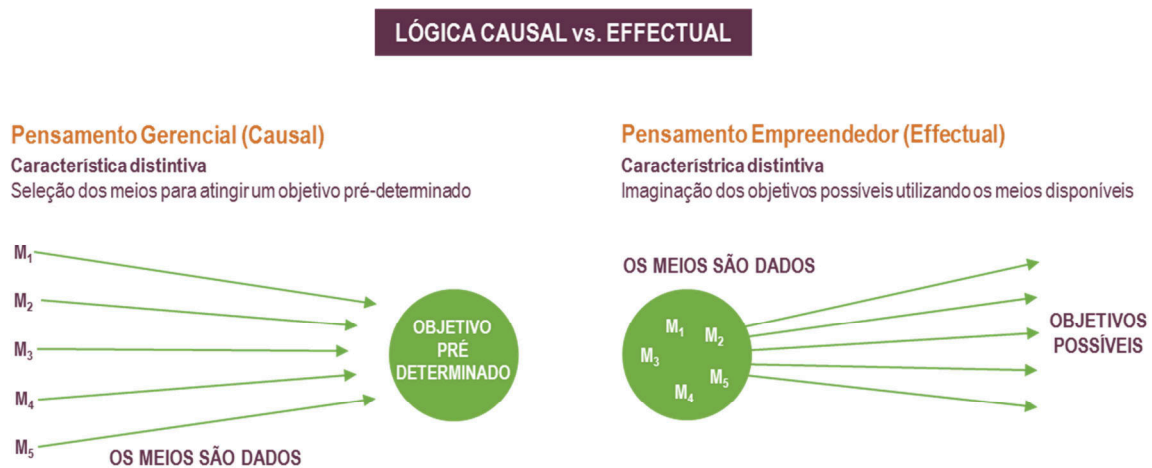 LÓGICA CAUSAL vs. EFFECTUAL
Pensamento Gerencial (Causal)
Característica distintiva
Seleção dos meios para atingir um objetivo pré-determinado
M₁
M₂
M₃
M₄
M₅
OS MEIOS SÃO DADOS
OBJETIVO
PRÉ
DETERMINADO
Pensamento Empreendedor (Effectual)
Característrica distintiva
Imaginação dos objetivos possíveis utilizando os meios disponíveis
OS MEIOS SÃO DADOS
M₁
M₂
M₃
M₅
M₄
OBJETIVOS
POSSÍVEIS